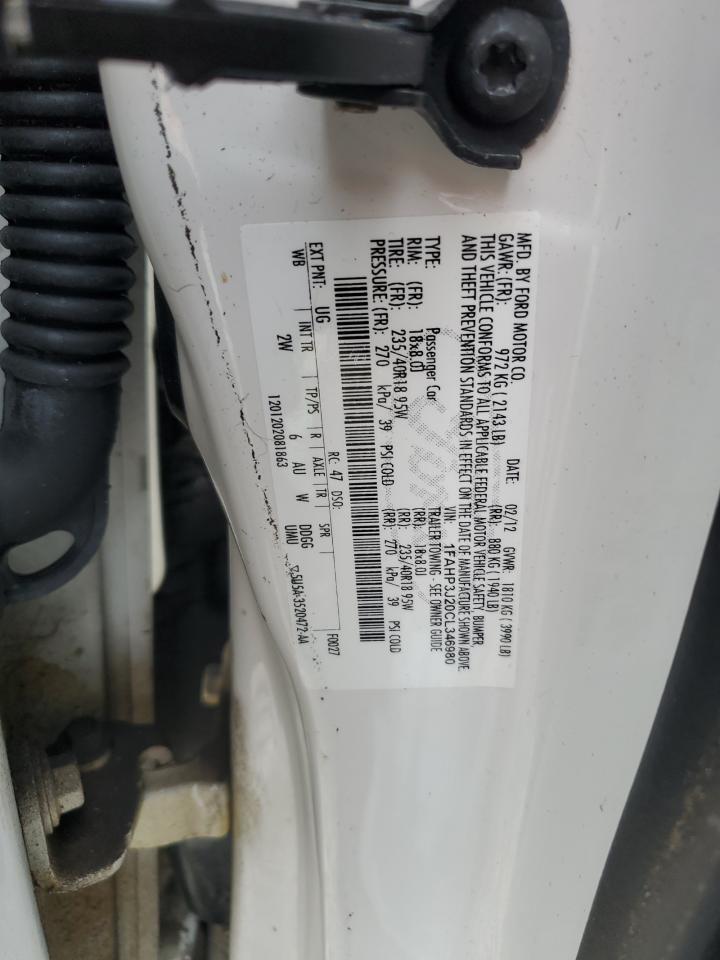 MFD. BY FORD MOTOR CO. DATE: 02/12 GVWR: 1810 KG ( 3990 LB)
GAWR: (FR): 972 KG ( 2143 LB) (RR): 880 KG ( 1940 LB)
THIS VEHICLE CONFORMS TO ALL APPLICABLE FEDERAL MOTOR VEHICLE SAFETY, BUMPER,
AND THEFT PREVENTION STANDARDS IN EFFECT ON THE DATE OF MANUFACTURE SHOWN ABOVE.
VIN: 1FAHP3J20CL346980
TYPE: Passenger Car TRAILER TOWING - SEE OWNER GUIDE
RIM: (FR): 18x8.0J (RR): 18x8.0J
TIRE: (FR): 235/40R18 95W (RR): 235/40R18 95W
PRESSURE: (FR): 270 kPa/ 39 PSI COLD (RR): 270 kPa/ 39 PSI COLD
F0027
RC: 47 DSO:
EXT PNT: UG INT TR TP/PS R AXLE TR SPR
WB 2W 6 AU W DDGG
UMU
1201202081863 5U5A-3520472-AA